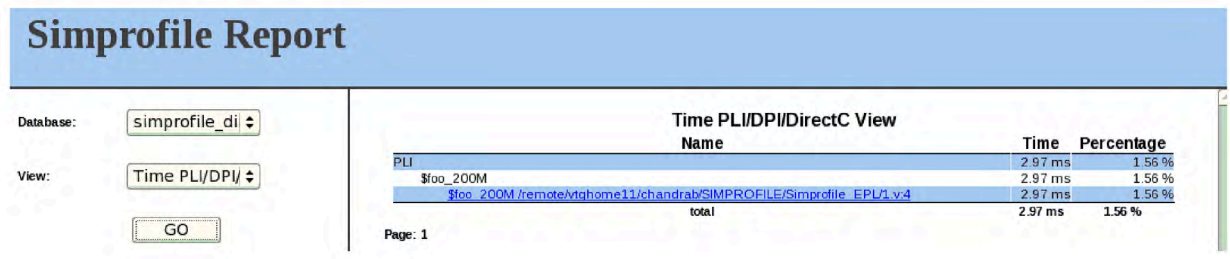 Simprofile Report
Database: simprofile_di
View: Time PLI/DPI/
GO
Time PLI/DPI/DirectC View
Name Time Percentage
PLI 2.97 ms 1.56 %
$foo_200M 2.97 ms 1.56 %
$foo_200M /remote/vtghome11/chandrab/SIMPROFILE/Simprofile_EPL/1.v:4 2.97 ms 1.56 %
total 2.97 ms 1.56 %
Page: 1